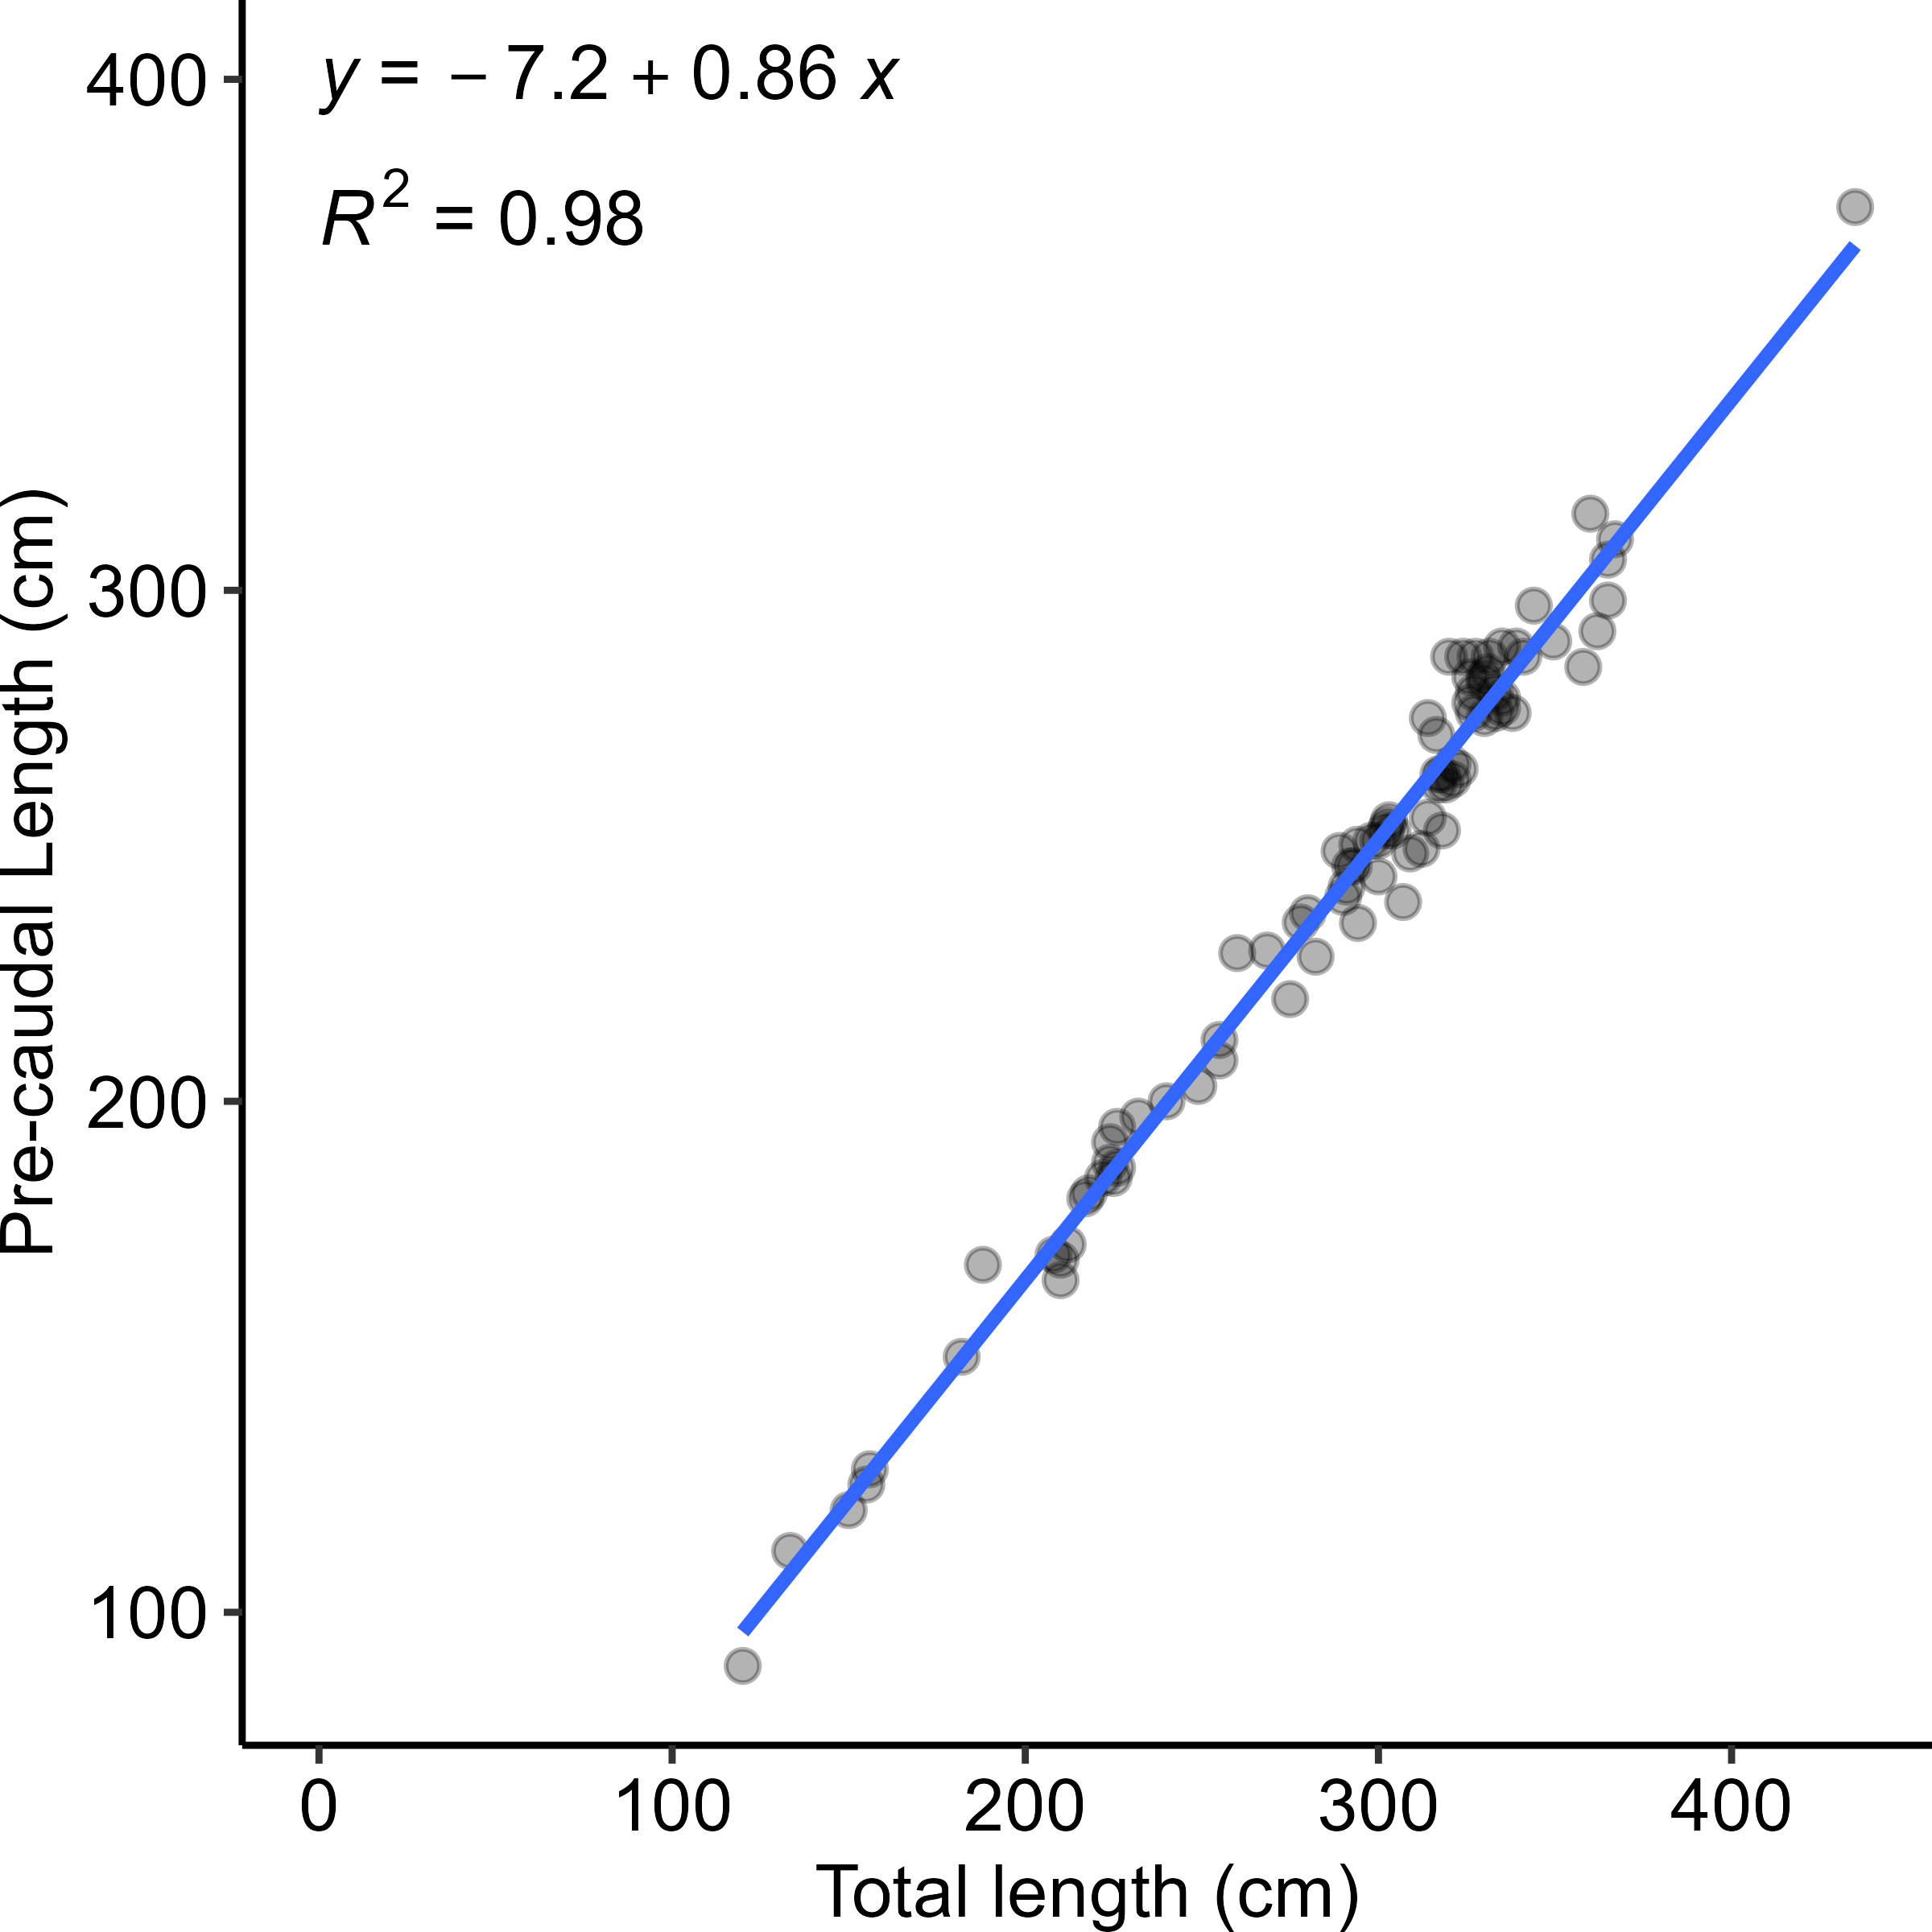 y = − 7.2 + 0.86 x
R² = 0.98
400
300
200
100
Pre-caudal Length (cm)
0 100 200 300 400
Total length (cm)